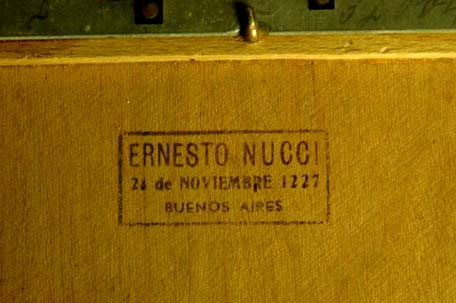 ERNESTO NUCCI
24 de NOVIEMBRE 1227
BUENOS AIRES